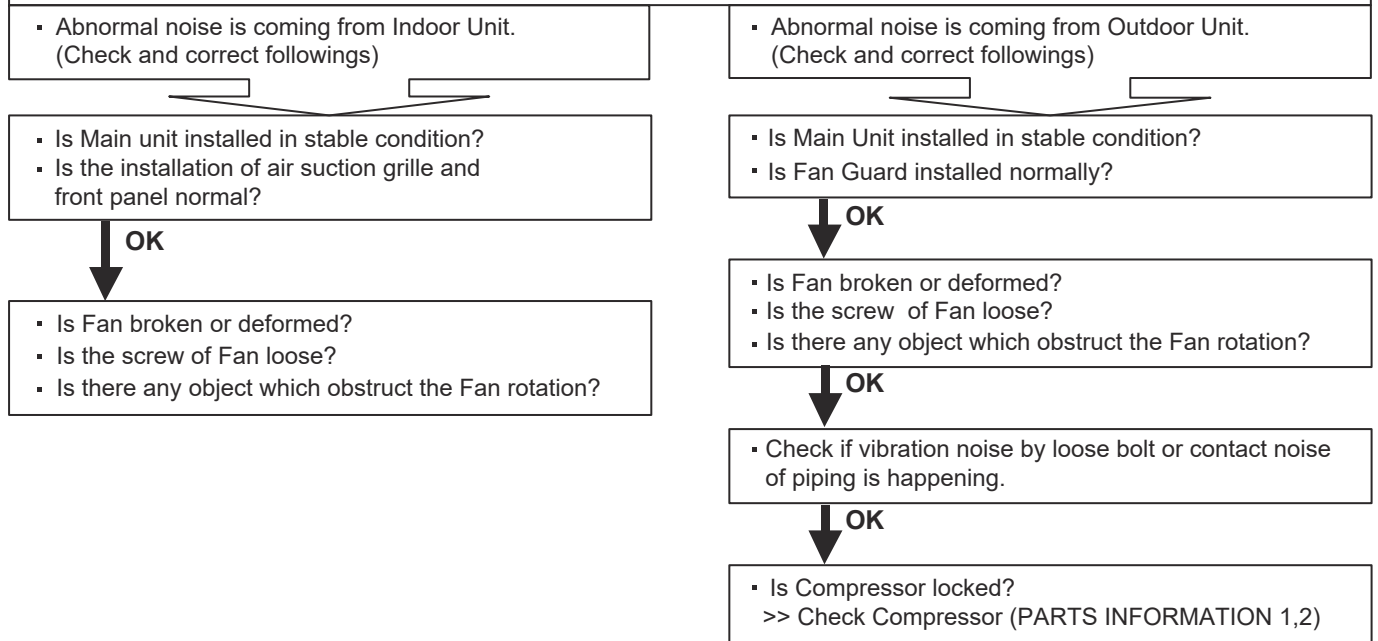 ▪ Abnormal noise is coming from Indoor Unit.
(Check and correct followings)
▪ Is Main unit installed in stable condition?
▪ Is the installation of air suction grille and
front panel normal?
OK
▪ Is Fan broken or deformed?
▪ Is the screw of Fan loose?
▪ Is there any object which obstruct the Fan rotation?
▪ Abnormal noise is coming from Outdoor Unit.
(Check and correct followings)
▪ Is Main Unit installed in stable condition?
▪ Is Fan Guard installed normally?
OK
▪ Is Fan broken or deformed?
▪ Is the screw of Fan loose?
▪ Is there any object which obstruct the Fan rotation?
OK
▪ Check if vibration noise by loose bolt or contact noise
of piping is happening.
OK
▪ Is Compressor locked?
>> Check Compressor (PARTS INFORMATION 1,2)